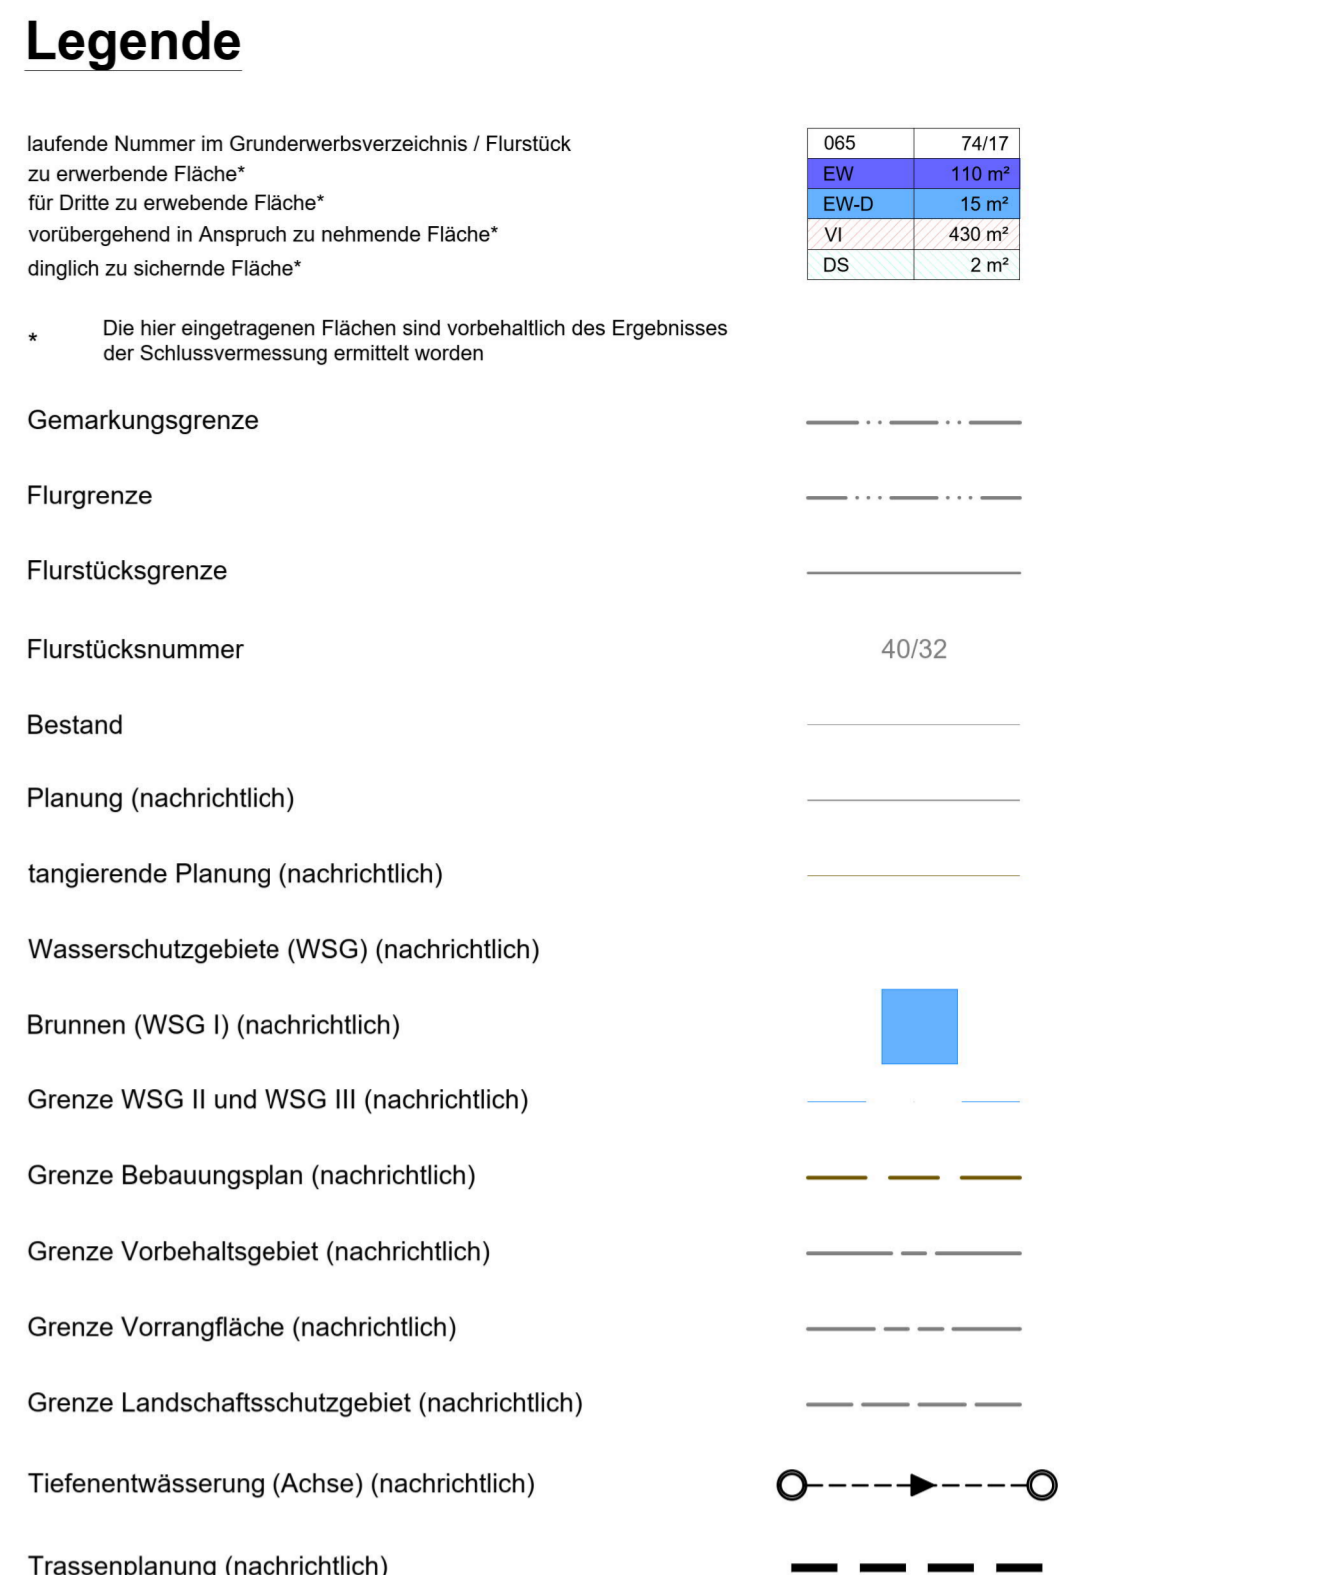 Legende
laufende Nummer im Grunderwerbsverzeichnis / Flurstück 065 74/17
zu erwerbende Fläche* EW 110 m²
für Dritte zu erwebende Fläche* EW-D 15 m²
vorübergehend in Anspruch zu nehmende Fläche* VI 430 m²
dinglich zu sichernde Fläche* DS 2 m²
* Die hier eingetragenen Flächen sind vorbehaltlich des Ergebnisses
der Schlussvermessung ermittelt worden
Gemarkungsgrenze
Flurgrenze
Flurstücksgrenze
Flurstücksnummer 40/32
Bestand
Planung (nachrichtlich)
tangierende Planung (nachrichtlich)
Wasserschutzgebiete (WSG) (nachrichtlich)
Brunnen (WSG I) (nachrichtlich)
Grenze WSG II und WSG III (nachrichtlich)
Grenze Bebauungsplan (nachrichtlich)
Grenze Vorbehaltsgebiet (nachrichtlich)
Grenze Vorrangfläche (nachrichtlich)
Grenze Landschaftsschutzgebiet (nachrichtlich)
Tiefenentwässerung (Achse) (nachrichtlich)
Trassenplanung (nachrichtlich)